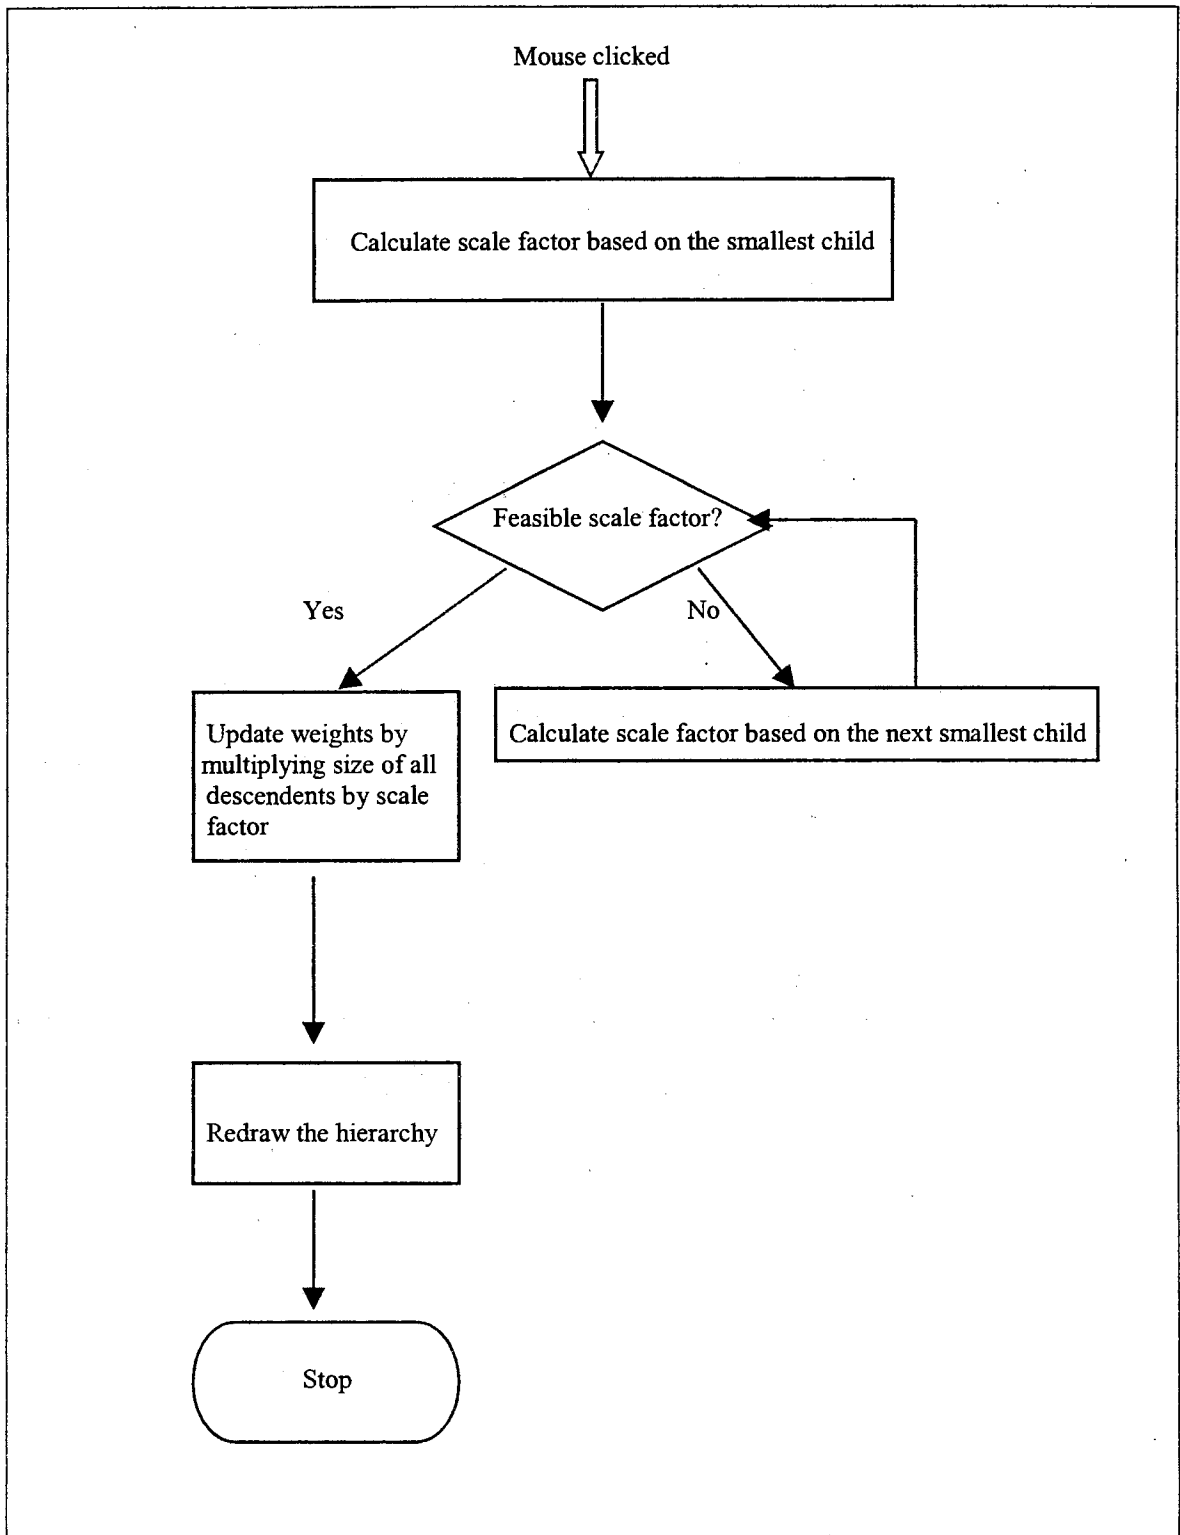 Mouse clicked
Calculate scale factor based on the smallest child
Feasible scale factor?
Yes
No
Update weights by
multiplying size of all
descendents by scale
factor
Calculate scale factor based on the next smallest child
Redraw the hierarchy
Stop